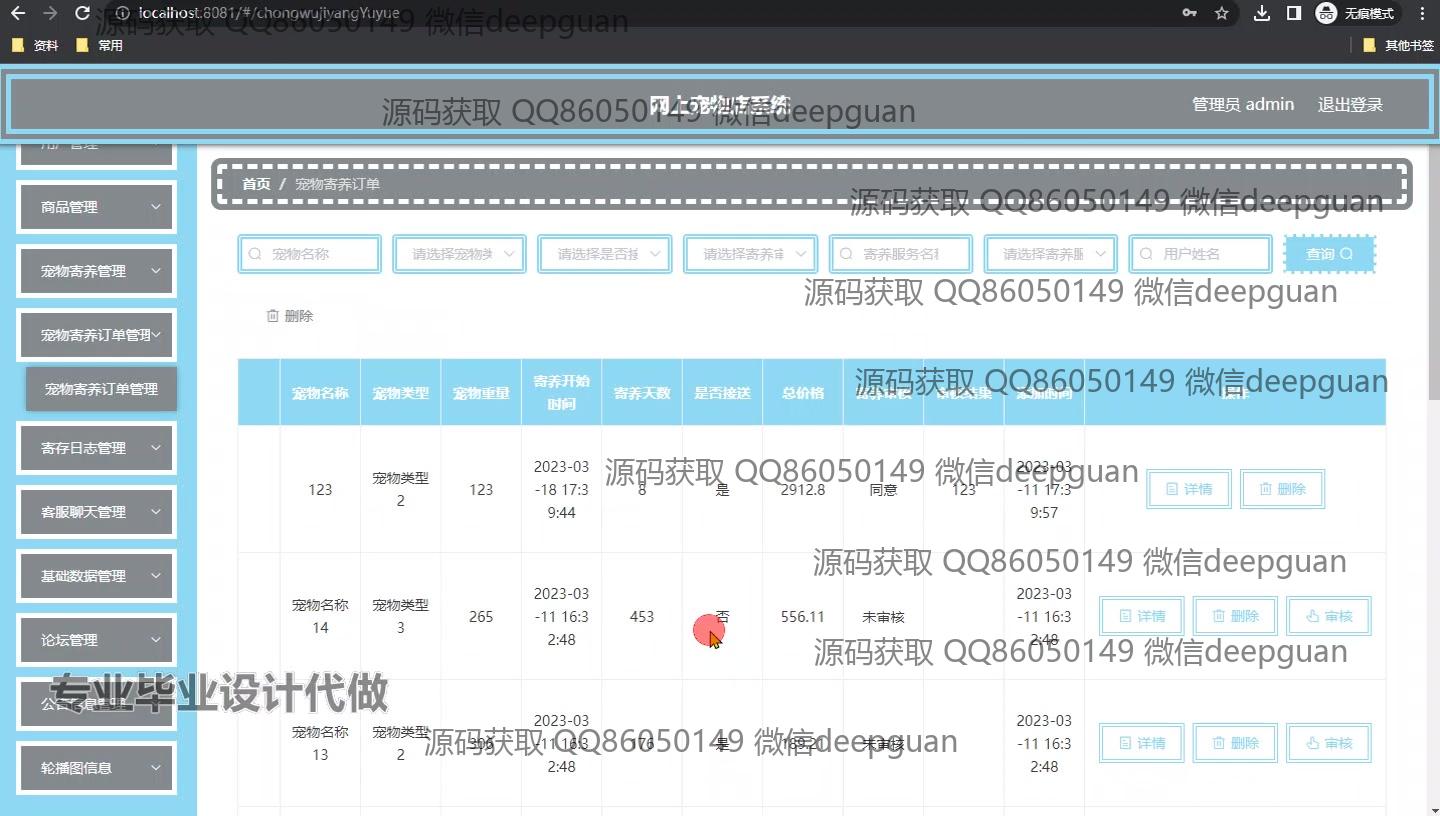 localhost:8081/#/chongwujiyangYuyue
无痕模式
源码获取 QQ86050149 微信deepguan
资料
常用
其他书签
网上宠物店系统
源码获取 QQ86050149 微信deepguan
管理员 admin
退出登录
用户管理
首页 / 宠物寄养订单
源码获取 QQ86050149 微信deepguan
商品管理
宠物寄养管理
宠物寄养订单管理
宠物寄养订单管理
寄存日志管理
客服聊天管理
基础数据管理
论坛管理
公告信息管理
轮播图信息
专业毕业设计代做
宠物名称
请选择宠物类
请选择是否接
请选择寄养审
寄养服务名称
请选择寄养服
用户姓名
查询
源码获取 QQ86050149 微信deepguan
删除
宠物名称
宠物类型
宠物重量
寄养开始
时间
寄养天数
是否接送
总价格
添加时间
操作
源码获取 QQ86050149 微信deepguan
123
宠物类型
2
123
2023-03
-18 17:3
9:44
8
是
2912.8
同意
123
2023-03
-11 17:3
9:57
详情
删除
源码获取 QQ86050149 微信deepguan
源码获取 QQ86050149 微信deepguan
宠物名称
14
宠物类型
3
265
2023-03
-11 16:3
2:48
453
否
556.11
未审核
2023-03
-11 16:3
2:48
详情
删除
审核
源码获取 QQ86050149 微信deepguan
宠物名称
13
宠物类型
2
2023-03
-11 16:3
2:48
176
是
未审核
2023-03
-11 16:3
2:48
详情
删除
审核
源码获取 QQ86050149 微信deepguan